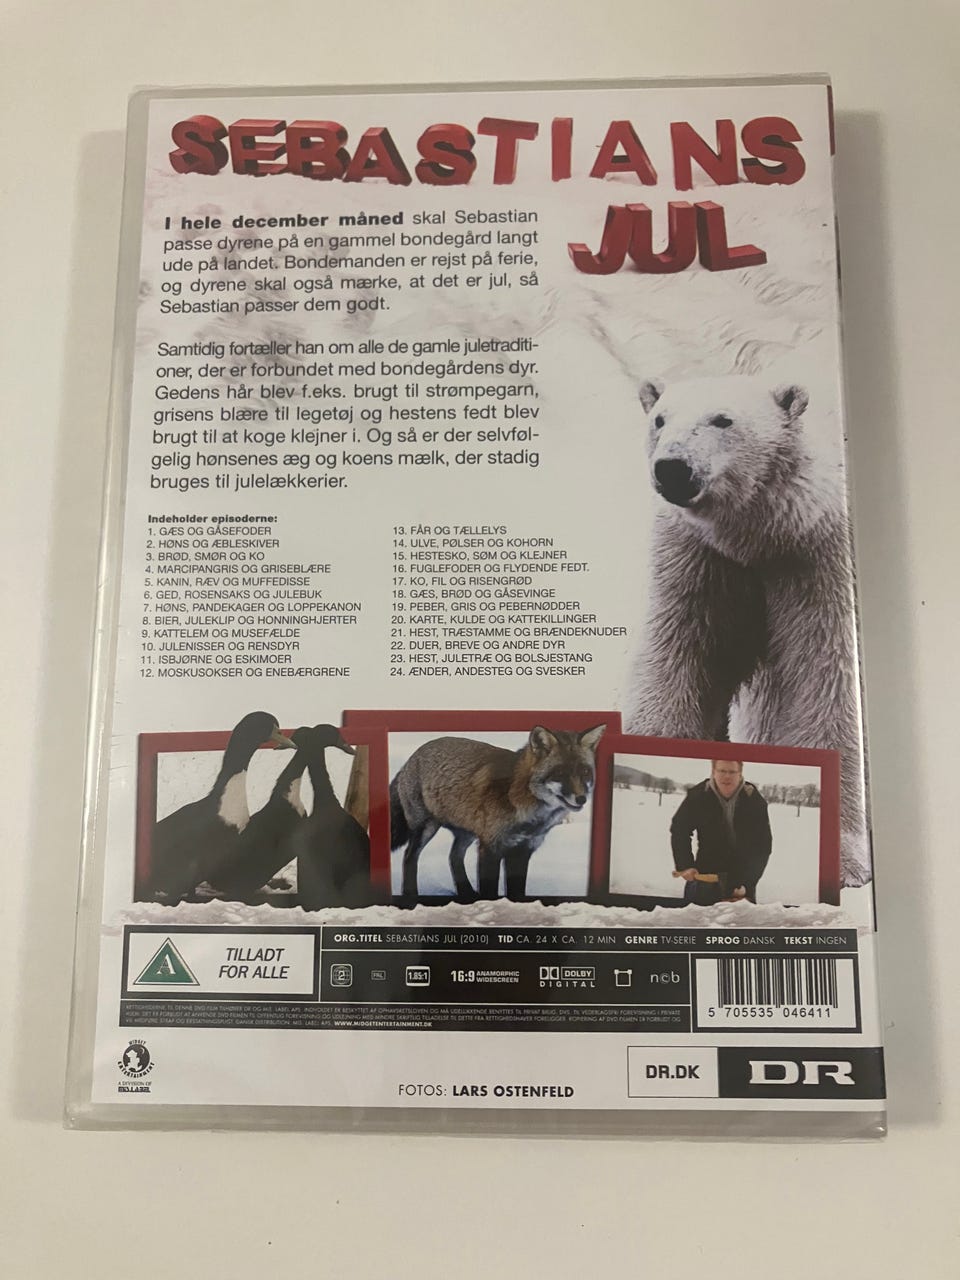 SEBASTIANS
JUL
I hele december måned skal Sebastian
passe dyrene på en gammel bondegård langt
ude på landet. Bondemanden er rejst på ferie,
og dyrene skal også mærke, at det er jul, så
Sebastian passer dem godt.
Samtidig fortæller han om alle de gamle juletraditi-
oner, der er forbundet med bondegårdens dyr.
Gedens hår blev f.eks. brugt til strømpegarn,
grisens blære til legetøj og hestens fedt blev
brugt til at koge klejner i. Og så er der selvføl-
gelig hønsenes æg og koens mælk, der stadig
bruges til julelækkerier.
Indeholder episoderne:
1. GÆS OG GÅSEFODER
2. HØNS OG ÆBLESKIVER
3. BRØD, SMØR OG KO
4. MARCIPANGRIS OG GRISEBLÆRE
5. KANIN, RÆV OG MUFFEDISSE
6. GED, ROSENSAKS OG JULEBUK
7. HØNS, PANDEKAGER OG LOPPEKANON
8. BIER, JULEKLIP OG HONNINGHJERTER
9. KATTELEM OG MUSEFÆLDE
10. JULENISSER OG RENSDYR
11. ISBJØRNE OG ESKIMOER
12. MOSKUSOKSER OG ENEBÆRGRENE
13. FÅR OG TÆLLELYS
14. ULVE, PØLSER OG KOHORN
15. HESTESKO, SØM OG KLEJNER
16. FUGLEFODER OG FLYDENDE FEDT.
17. KO, FIL OG RISENGRØD
18. GÆS, BRØD OG GÅSEVINGE
19. PEBER, GRIS OG PEBERNØDDER
20. KARTE, KULDE OG KATTEKILLINGER
21. HEST, TRÆSTAMME OG BRÆNDEKNUDER
22. DUER, BREVE OG ANDRE DYR
23. HEST, JULETRÆ OG BOLSJESTANG
24. ÆNDER, ANDESTEG OG SVESKER
A
TILLADT
FOR ALLE
ORG.TITEL SEBASTIANS JUL (2010) TID CA. 24 X CA. 12 MIN GENRE TV-SERIE SPROG DANSK TEKST INGEN
2 PAL 1.85:1 16:9 ANAMORPHIC WIDESCREEN DOLBY DIGITAL ncb
WWW.MIDGETENTERTAINMENT.DK
5 705535 046411
MIDGET
ENTERTAINMENT
A DIVISION OF
MIS. LABEL
FOTOS: LARS OSTENFELD
DR.DK
DR